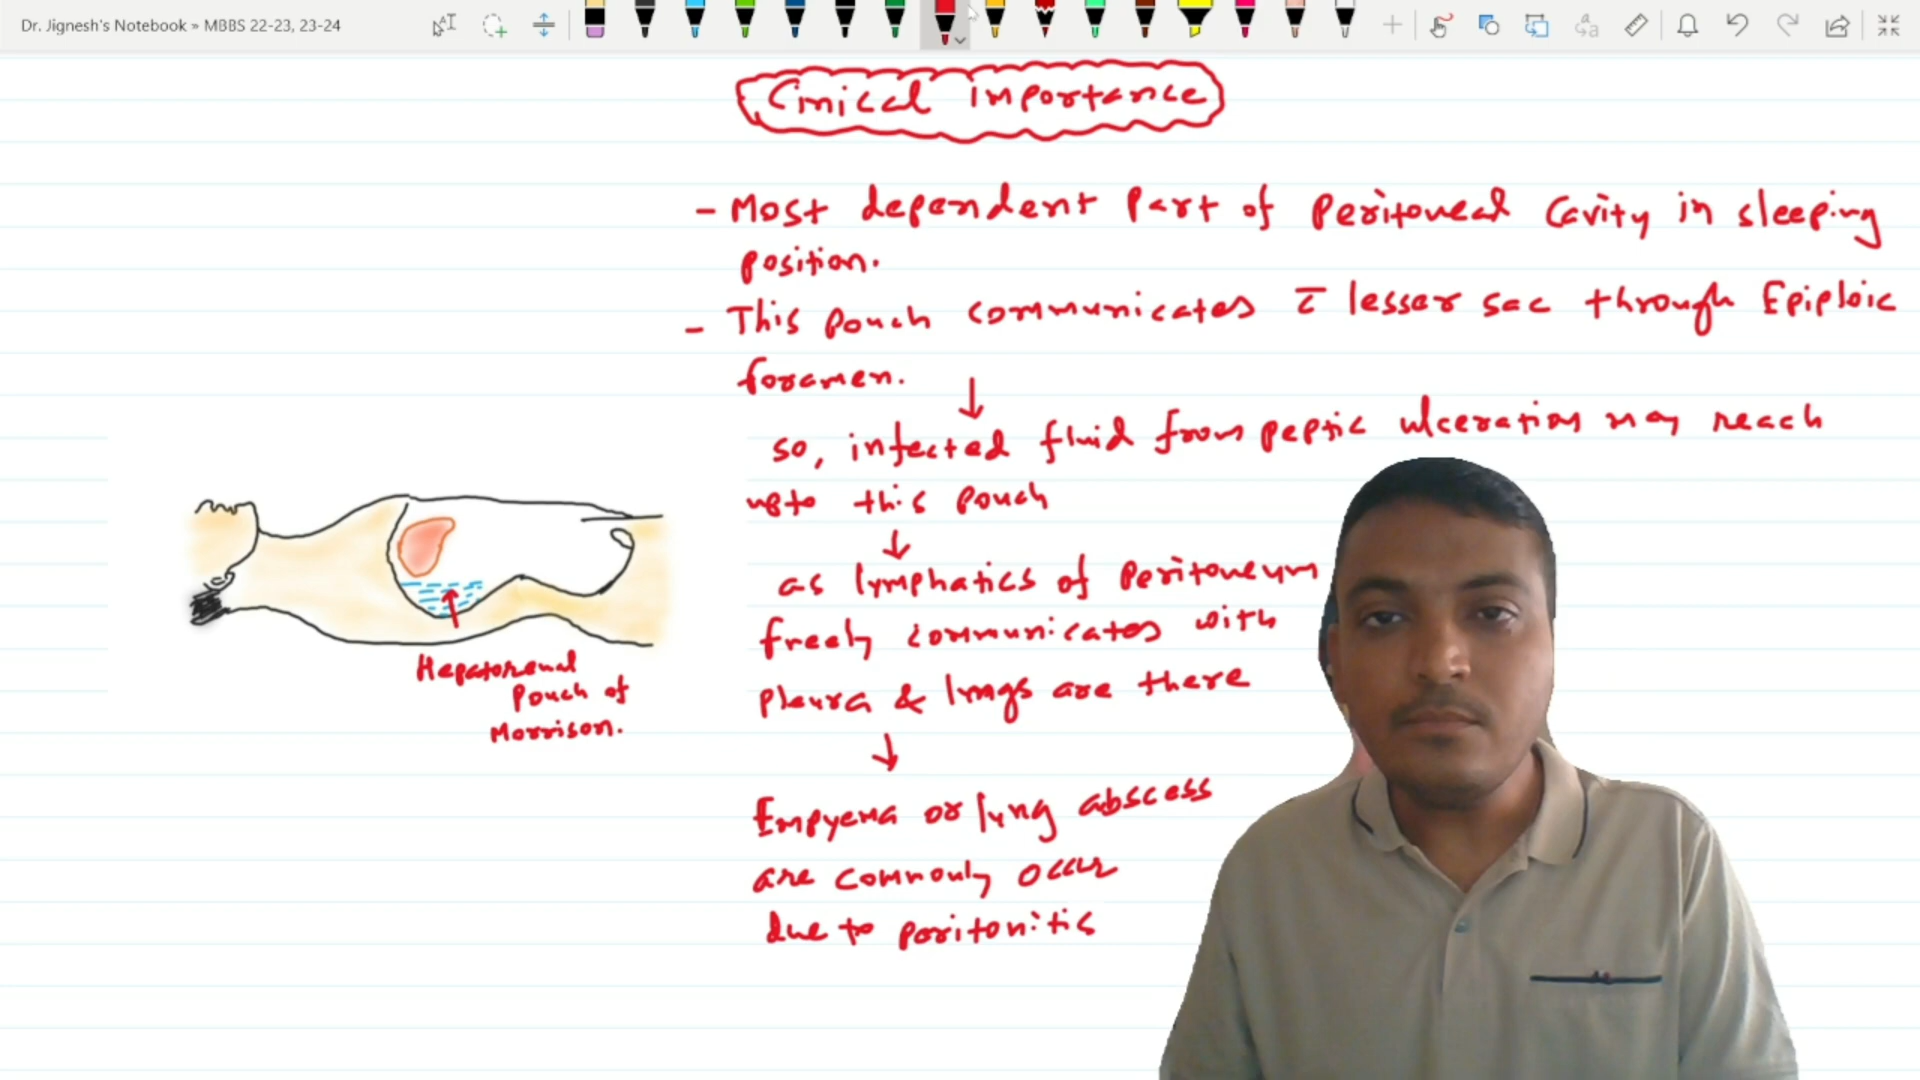 Dr. Jignesh's Notebook » MBBS 22-23, 23-24
Clinical importance
- Most dependent part of peritoneal cavity in sleeping
position.
- This pouch communicates c̅ lesser sac through Epiploic
foramen.
↓
so, infected fluid from peptic ulceration may reach
upto this pouch
↓
as lymphatics of peritoneum
freely communicates with
pleura & lungs are there
↓
Empyema or lung abscess
are commonly occur
due to peritonitis
Hepatorenal
Pouch of
Morrison.